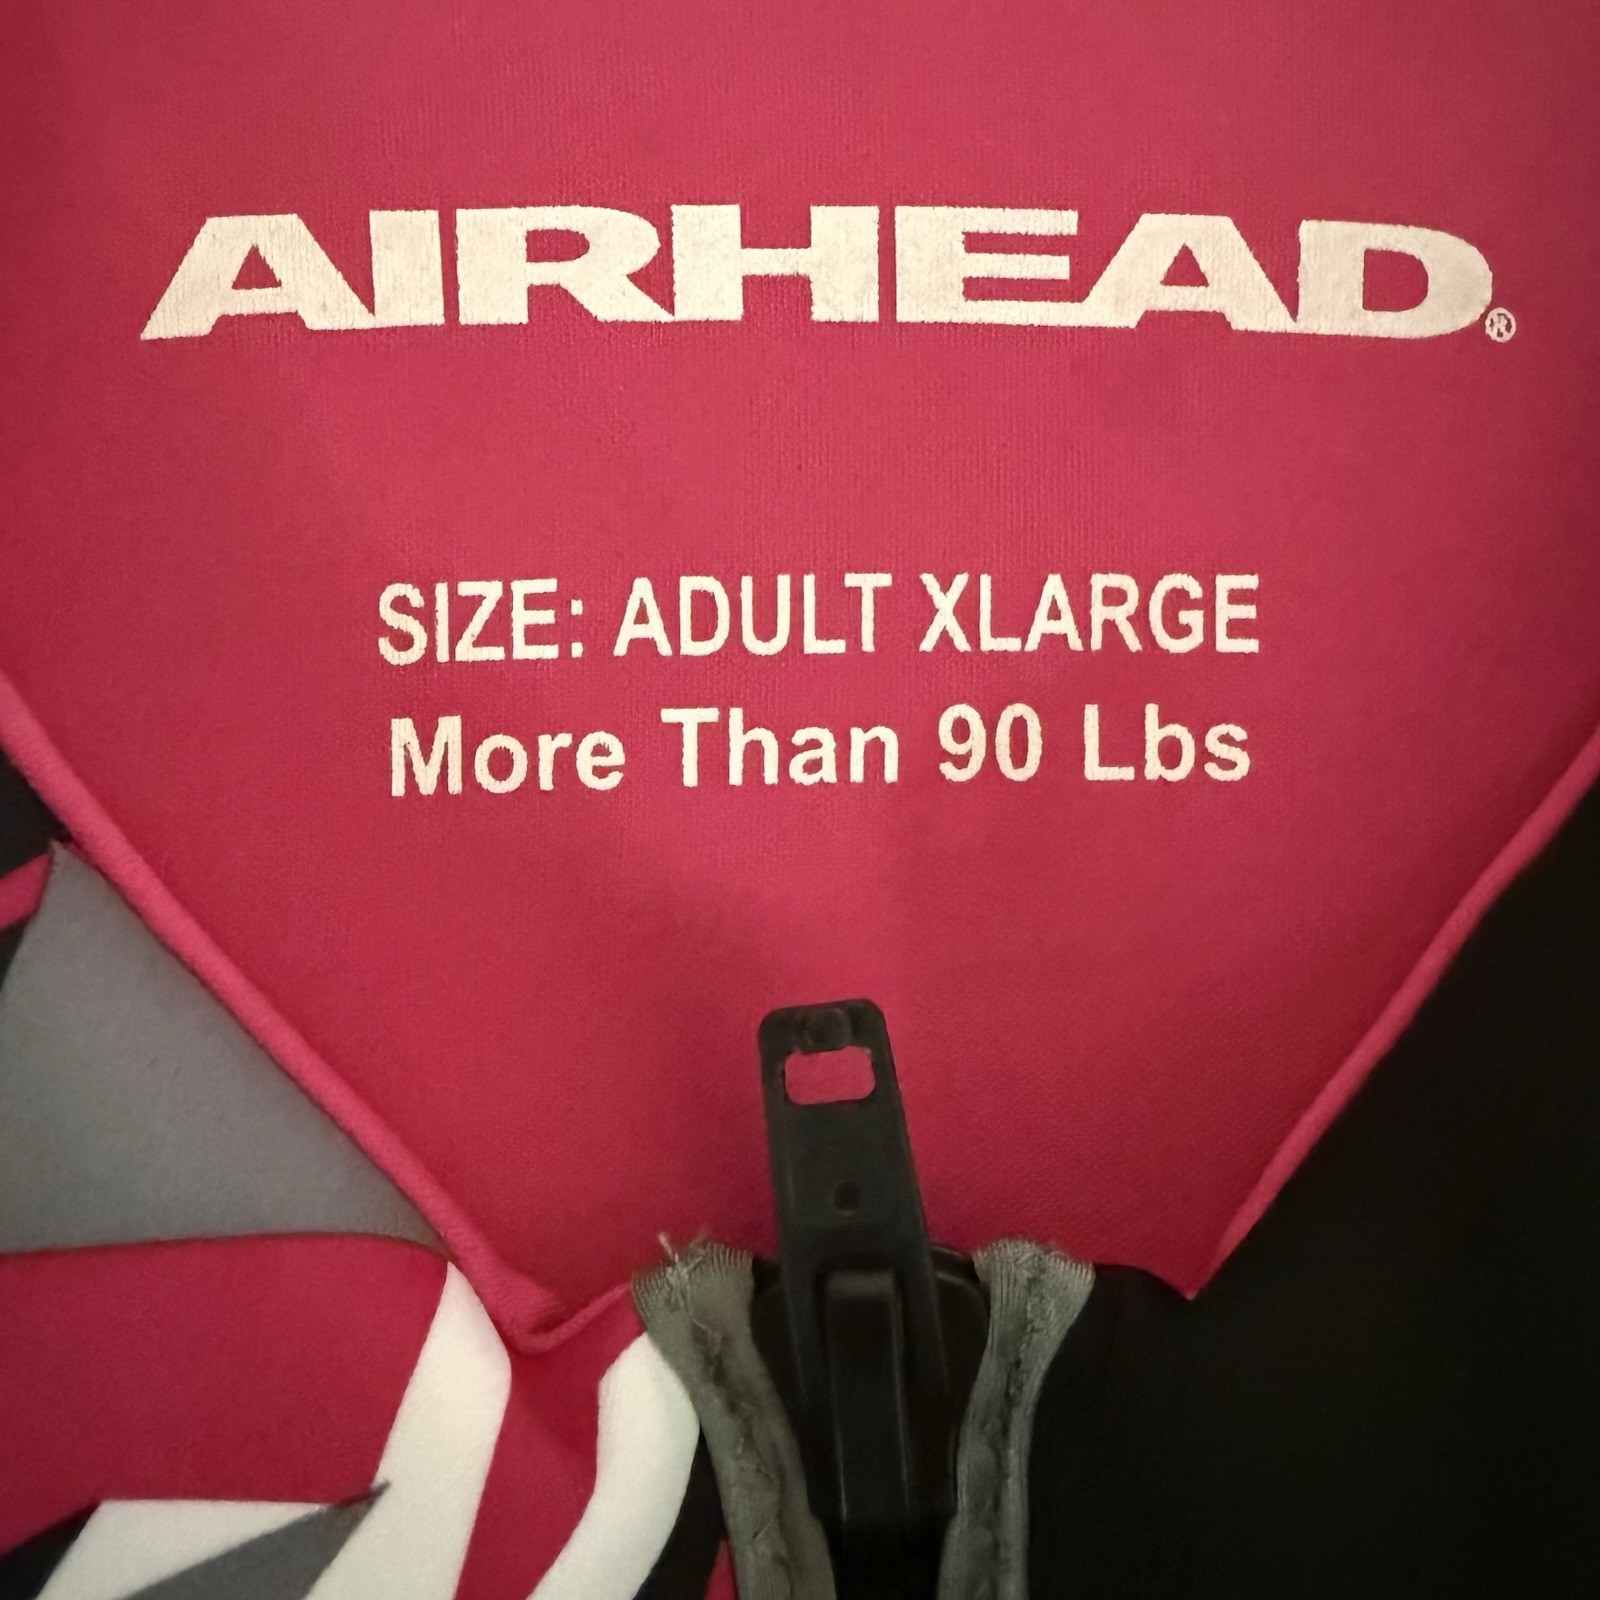 AIRHEAD®
SIZE: ADULT XLARGE
More Than 90 Lbs